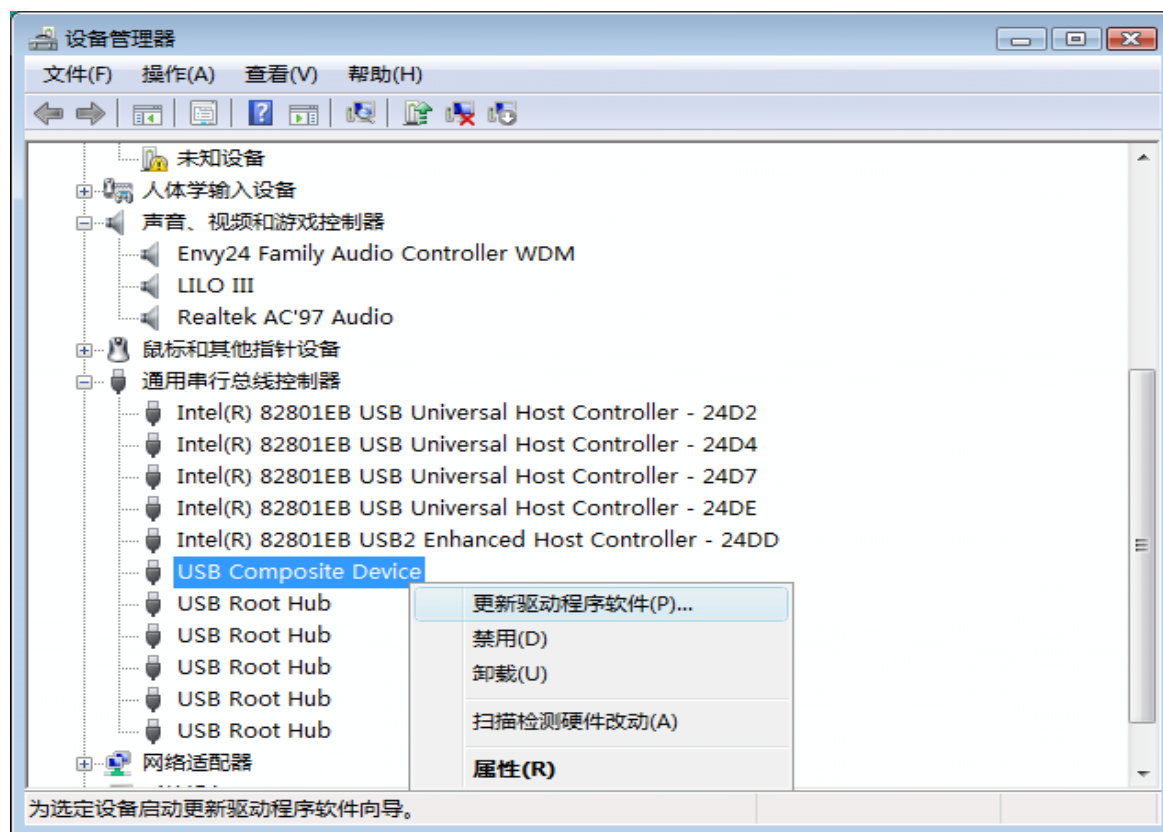 设备管理器
文件(F) 操作(A) 查看(V) 帮助(H)
未知设备
人体学输入设备
声音、视频和游戏控制器
Envy24 Family Audio Controller WDM
LILO III
Realtek AC'97 Audio
鼠标和其他指针设备
通用串行总线控制器
Intel(R) 82801EB USB Universal Host Controller - 24D2
Intel(R) 82801EB USB Universal Host Controller - 24D4
Intel(R) 82801EB USB Universal Host Controller - 24D7
Intel(R) 82801EB USB Universal Host Controller - 24DE
Intel(R) 82801EB USB2 Enhanced Host Controller - 24DD
USB Composite Device
USB Root Hub
更新驱动程序软件(P)...
USB Root Hub
禁用(D)
USB Root Hub
卸载(U)
USB Root Hub
扫描检测硬件改动(A)
USB Root Hub
网络适配器
属性(R)
为选定设备启动更新驱动程序软件向导。